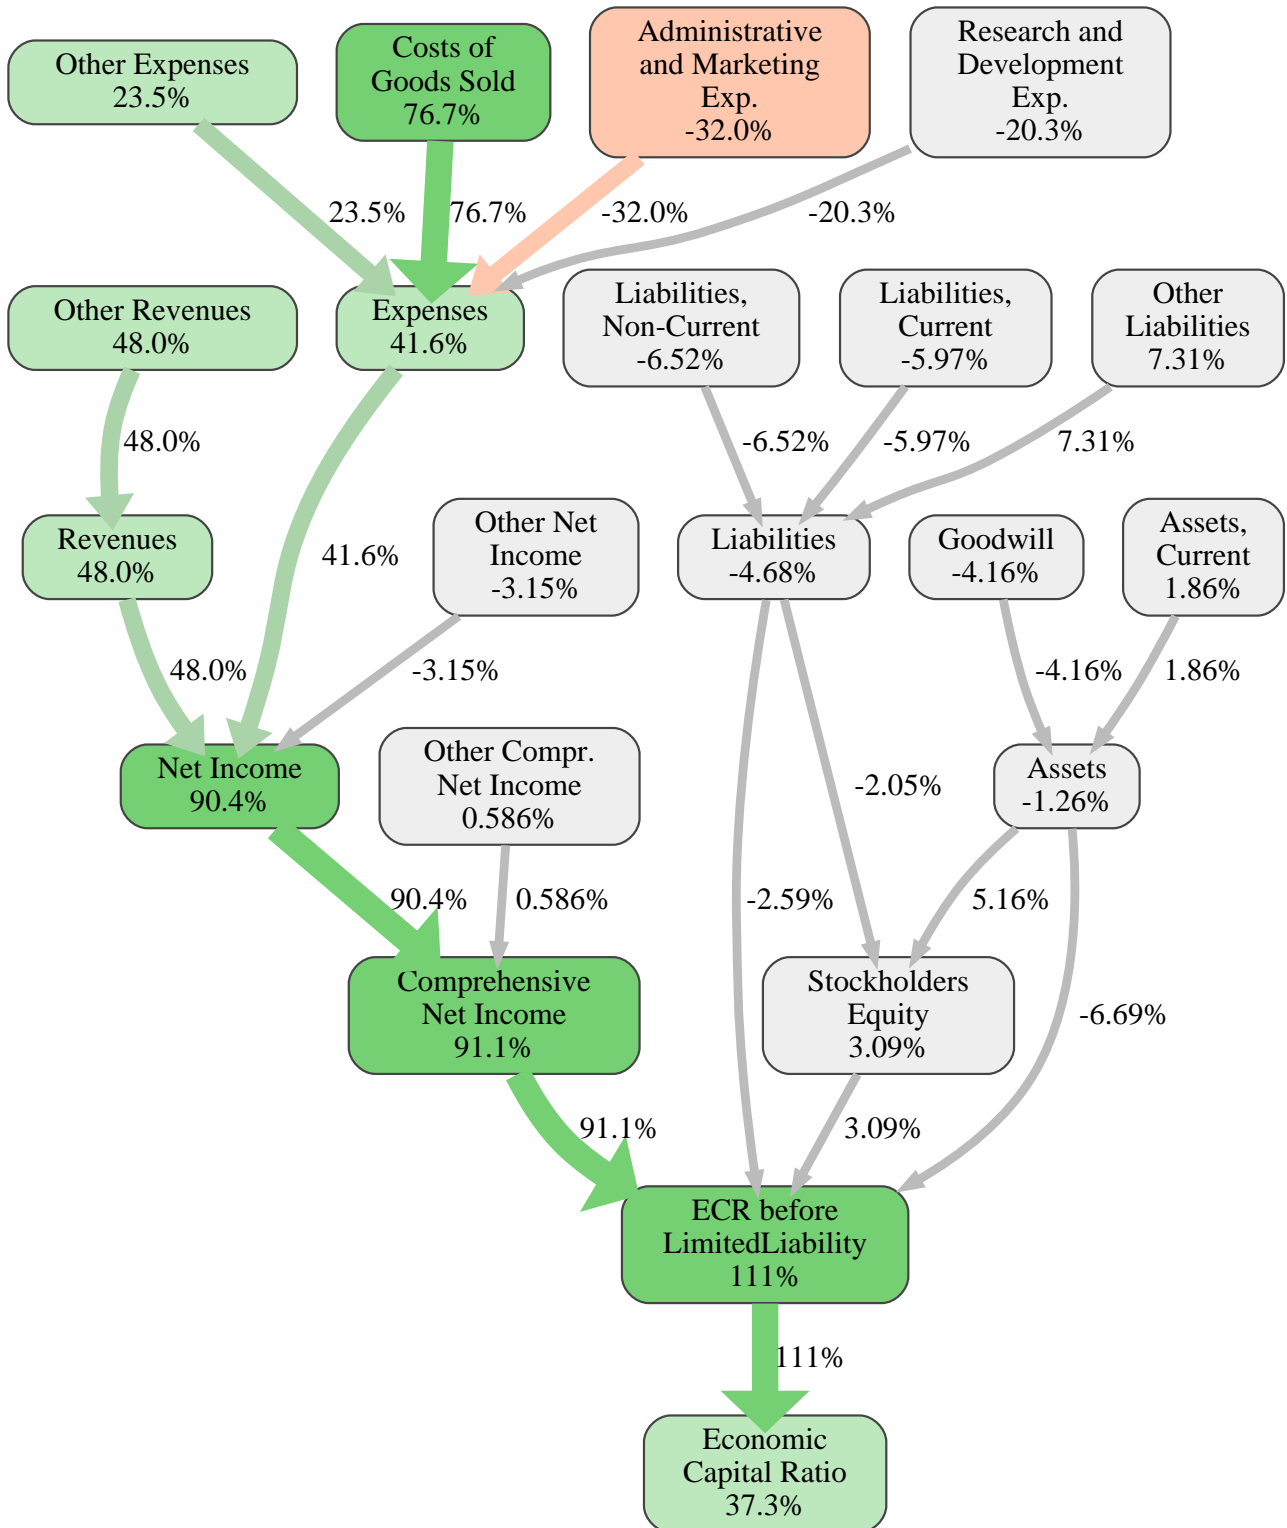 Other Expenses
23.5%
Costs of
Goods Sold
76.7%
Administrative
and Marketing
Exp.
-32.0%
Research and
Development
Exp.
-20.3%
23.5%
76.7%
-32.0%
-20.3%
Other Revenues
48.0%
Expenses
41.6%
Liabilities,
Non-Current
-6.52%
Liabilities,
Current
-5.97%
Other
Liabilities
7.31%
48.0%
-6.52%
-5.97%
7.31%
Revenues
48.0%
41.6%
Other Net
Income
-3.15%
Liabilities
-4.68%
Goodwill
-4.16%
Assets,
Current
1.86%
48.0%
-3.15%
-4.16%
1.86%
Net Income
90.4%
Other Compr.
Net Income
0.586%
-2.05%
Assets
-1.26%
90.4%
0.586%
-2.59%
5.16%
Comprehensive
Net Income
91.1%
Stockholders
Equity
3.09%
-6.69%
91.1%
3.09%
ECR before
LimitedLiability
111%
111%
Economic
Capital Ratio
37.3%